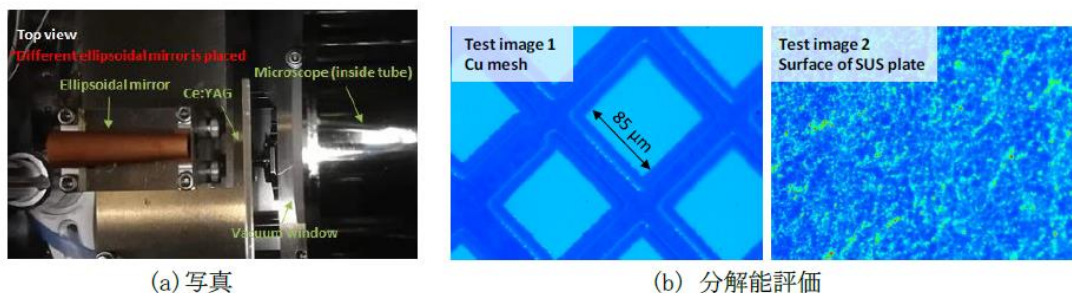 Top view
*Different ellipsoidal mirror is placed
Ellipsoidal mirror
Ce:YAG
Microscope (inside tube)
Vacuum window
Test image 1
Cu mesh
85 μm
Test image 2
Surface of SUS plate
(a) 写真
(b) 分解能評価